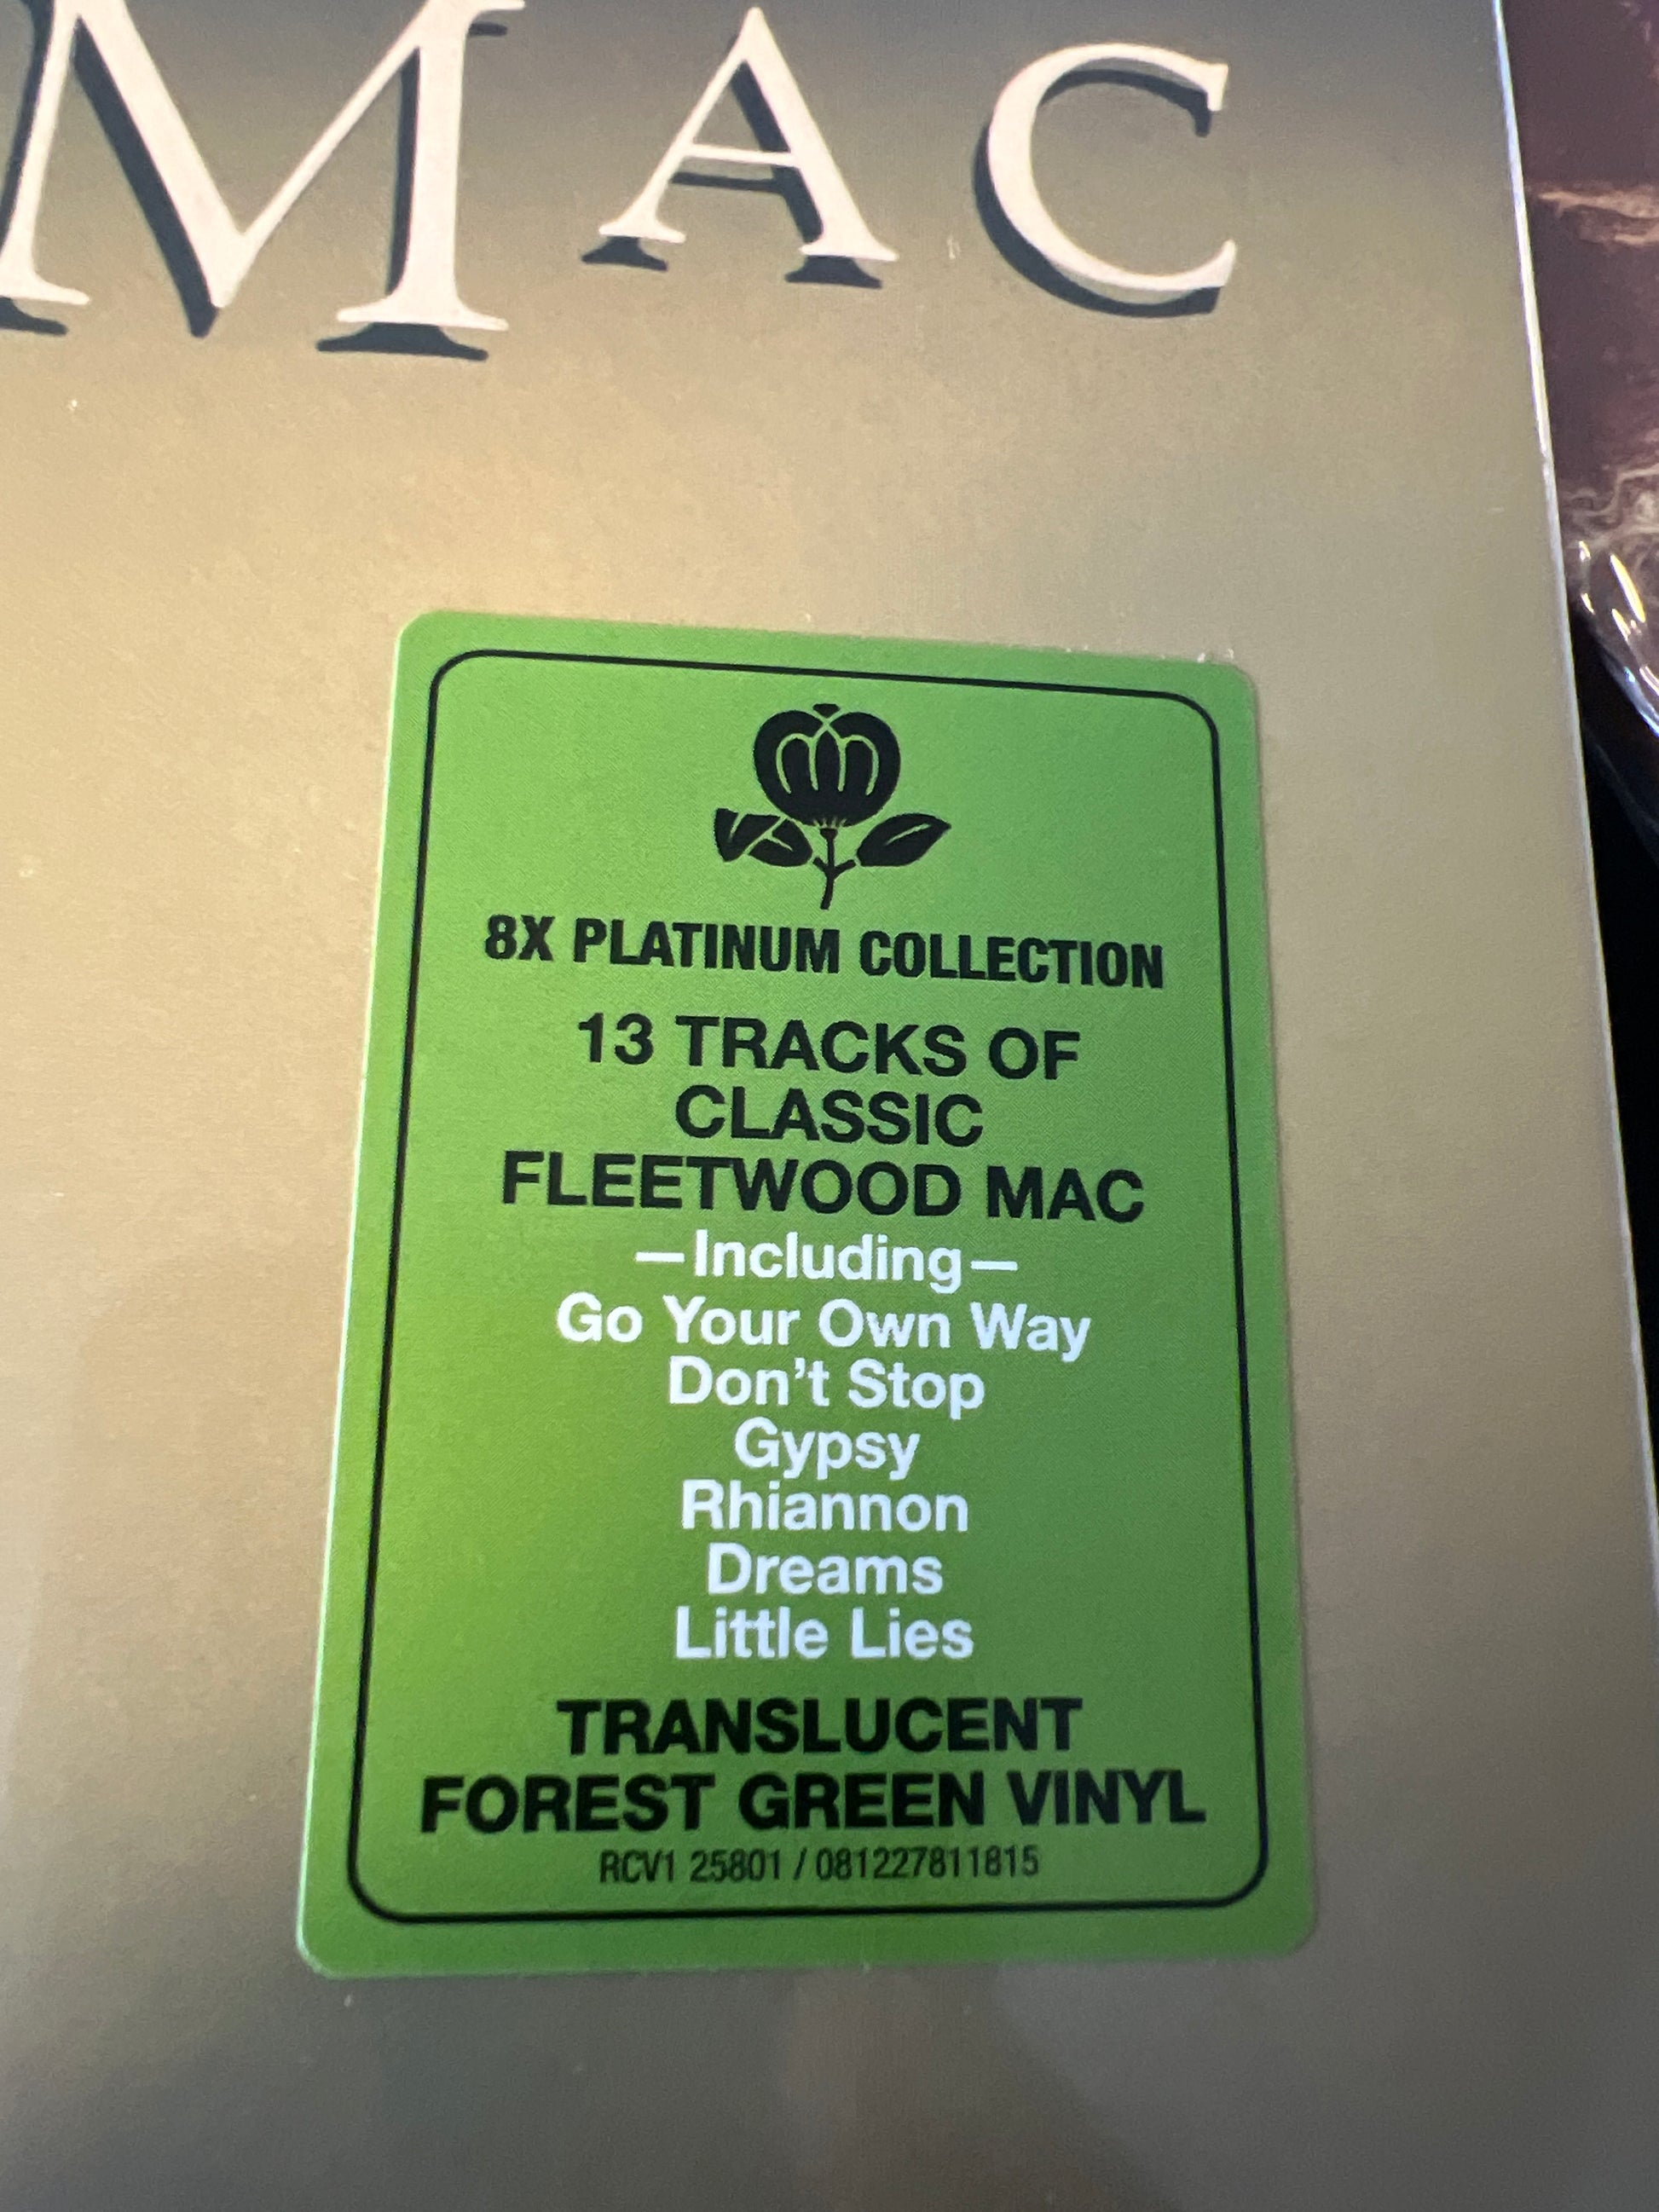 MAC
8X PLATINUM COLLECTION
13 TRACKS OF
CLASSIC
FLEETWOOD MAC
—Including—
Go Your Own Way
Don't Stop
Gypsy
Rhiannon
Dreams
Little Lies
TRANSLUCENT
FOREST GREEN VINYL
RCV1 25801 / 081227811815